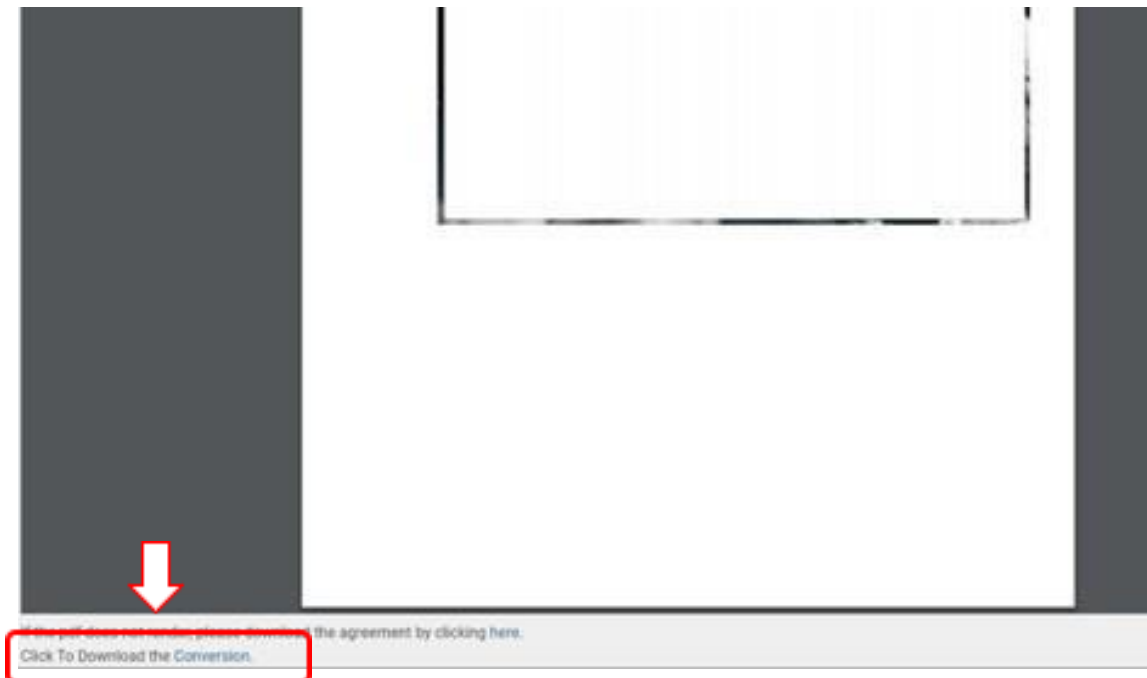 If the pdf does not render please download the agreement by clicking here.
Click To Download the Conversion.